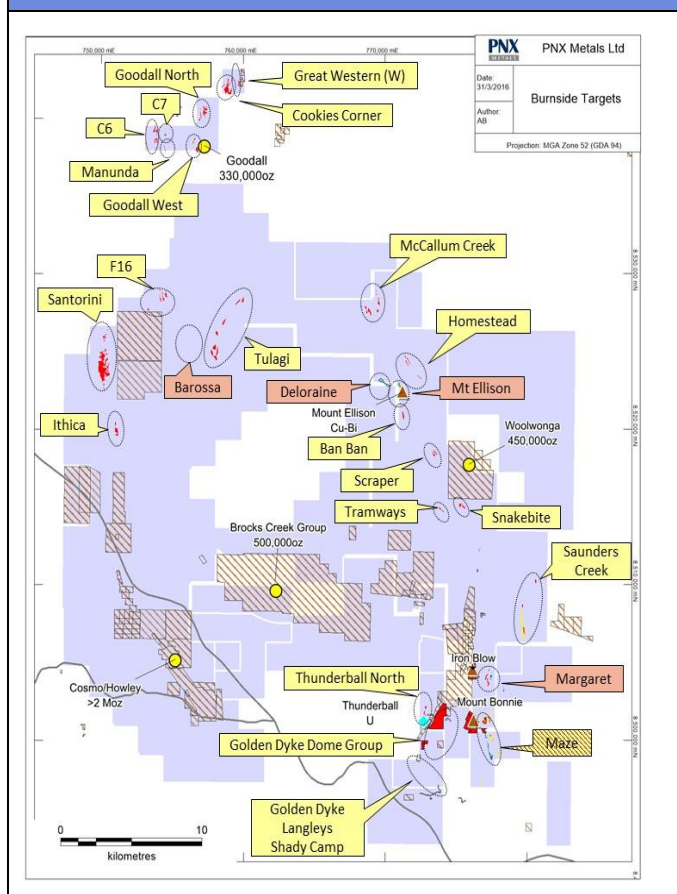 750,000 mE
760,000 mE
770,000 mE
PNX
METALS
PNX Metals Ltd
Date:
31/3/2016
Author:
AB
Burnside Targets
Projection: MGA Zone 52 (GDA 94)
Goodall North
Great Western (W)
C7
Cookies Corner
C6
Manunda
Goodall
330,000oz
Goodall West
McCallum Creek
8,530,000 mN
F16
Santorini
Homestead
Tulagi
Barossa
Deloraine
Mt Ellison
Mount Ellison
Cu-Bi
Ithica
Woolwonga
450,000oz
8,520,000 mN
Ban Ban
Scraper
Tramways
Snakebite
Brocks Creek Group
500,000oz
Saunders
Creek
8,510,000 mN
Iron Blow
Cosmo/Howley
>2 Moz
Thunderball North
Margaret
Thunderball
U
Mount Bonnie
Golden Dyke Dome Group
Maze
8,500,000 mN
Golden Dyke
Langleys
Shady Camp
0
10
kilometres